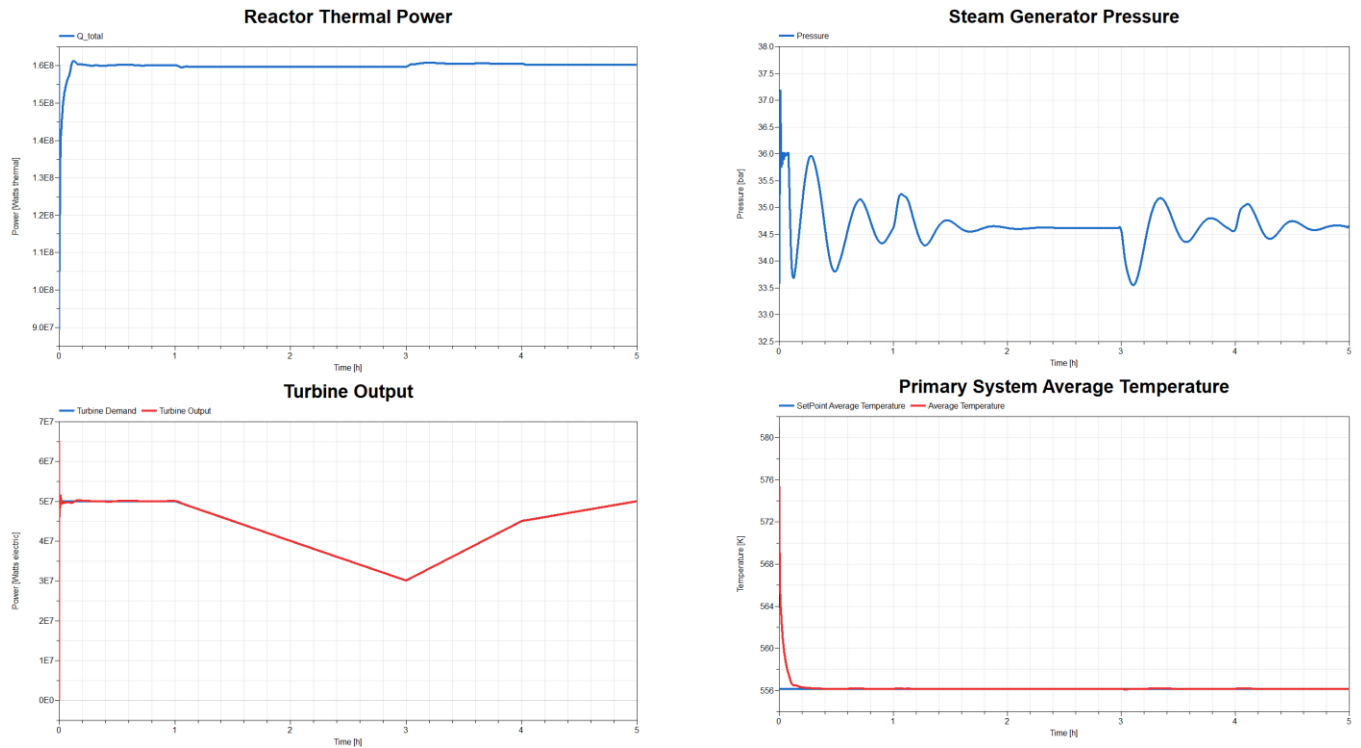 Reactor Thermal Power
Q_total
1.6E8
1.5E8
1.4E8
1.2E8
1.1E8
1.0E8
9.0E7
Power [Watts thermal]
0 1 2 3 4 5
Time [h]
Steam Generator Pressure
Pressure
38.0
37.5
37.0
36.5
36.0
35.5
35.0
34.5
34.0
33.5
33.0
32.5
Pressure [bar]
0 1 2 3 4 5
Time [h]
Turbine Output
Turbine Demand Turbine Output
7E7
6E7
5E7
4E7
3E7
2E7
1E7
0E0
Power [Watts electric]
0 1 2 3 4 5
Time [h]
Primary System Average Temperature
SetPoint Average Temperature Average Temperature
580
576
572
568
564
560
556
Temperature [K]
0 1 2 3 4 5
Time [h]